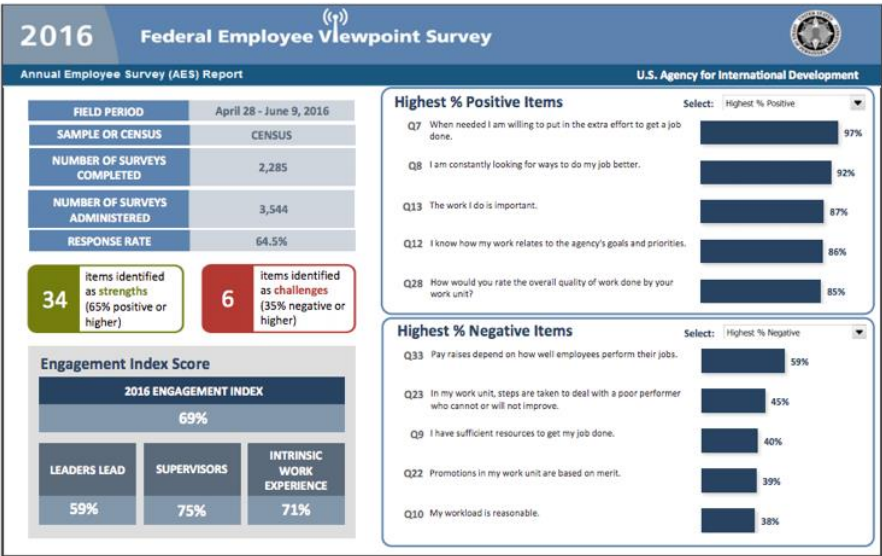 2016
Federal Employee Viewpoint Survey
Annual Employee Survey (AES) Report
U.S. Agency for International Development
FIELD PERIOD April 28 - June 9, 2016
SAMPLE OR CENSUS CENSUS
NUMBER OF SURVEYS
COMPLETED
2,285
NUMBER OF SURVEYS
ADMINISTERED
3,544
RESPONSE RATE 64.5%
34
items identified
as strengths
(65% positive or
higher)
6
items identified
as challenges
(35% negative or
higher)
Engagement Index Score
2016 ENGAGEMENT INDEX
69%
LEADERS LEAD
59%
SUPERVISORS
75%
INTRINSIC
WORK
EXPERIENCE
71%
Highest % Positive Items
Select: Highest % Positive
Q7 When needed I am willing to put in the extra effort to get a job
done.
97%
Q8 I am constantly looking for ways to do my job better.
92%
Q13 The work I do is important.
87%
Q12 I know how my work relates to the agency's goals and priorities.
86%
Q28 How would you rate the overall quality of work done by your
work unit?
85%
Highest % Negative Items
Select: Highest % Negative
Q33 Pay raises depend on how well employees perform their jobs.
59%
Q23 In my work unit, steps are taken to deal with a poor performer
who cannot or will not improve.
45%
Q9 I have sufficient resources to get my job done.
40%
Q22 Promotions in my work unit are based on merit.
39%
Q10 My workload is reasonable.
38%